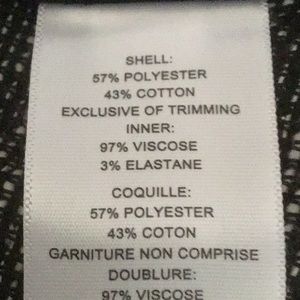 SHELL:
57% POLYESTER
43% COTTON
EXCLUSIVE OF TRIMMING
INNER:
97% VISCOSE
3% ELASTANE
COQUILLE:
57% POLYESTER
43% COTON
GARNITURE NON COMPRISE
DOUBLURE:
97% VISCOSE